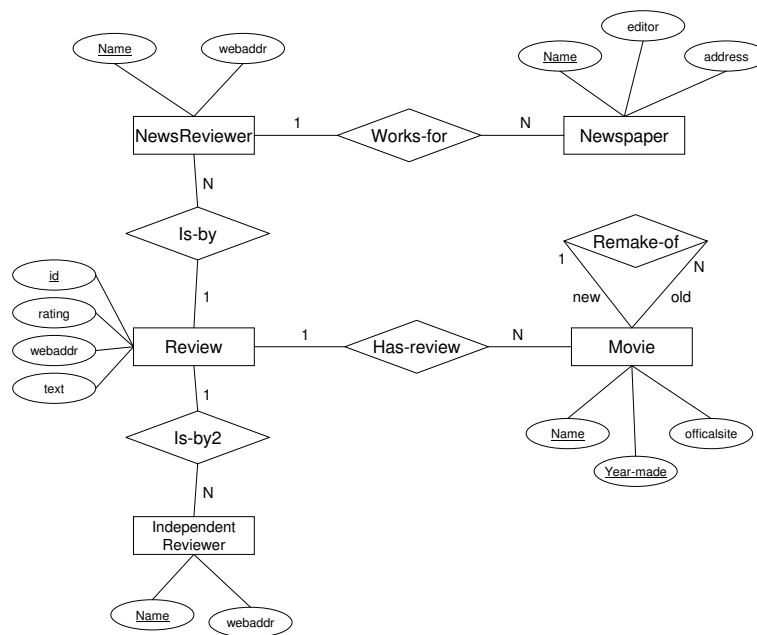 editor
Name
webaddr
Name
address
NewsReviewer
1
Works-for
N
Newspaper
N
Is-by
Remake-of
1
N
id
new
old
rating
1
Review
1
Has-review
N
Movie
webaddr
text
1
Is-by2
Name
officalsite
Year-made
N
Independent
Reviewer
Name
webaddr